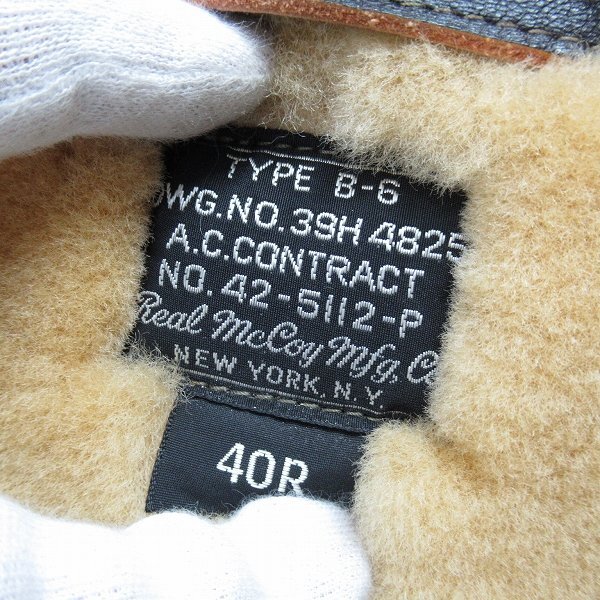 TYPE B-6
DWG.NO.39H 4825
A.C.CONTRACT
NO. 42-5112-P
Real McCoy Mfg, Co
NEW YORK, N.Y.
40R